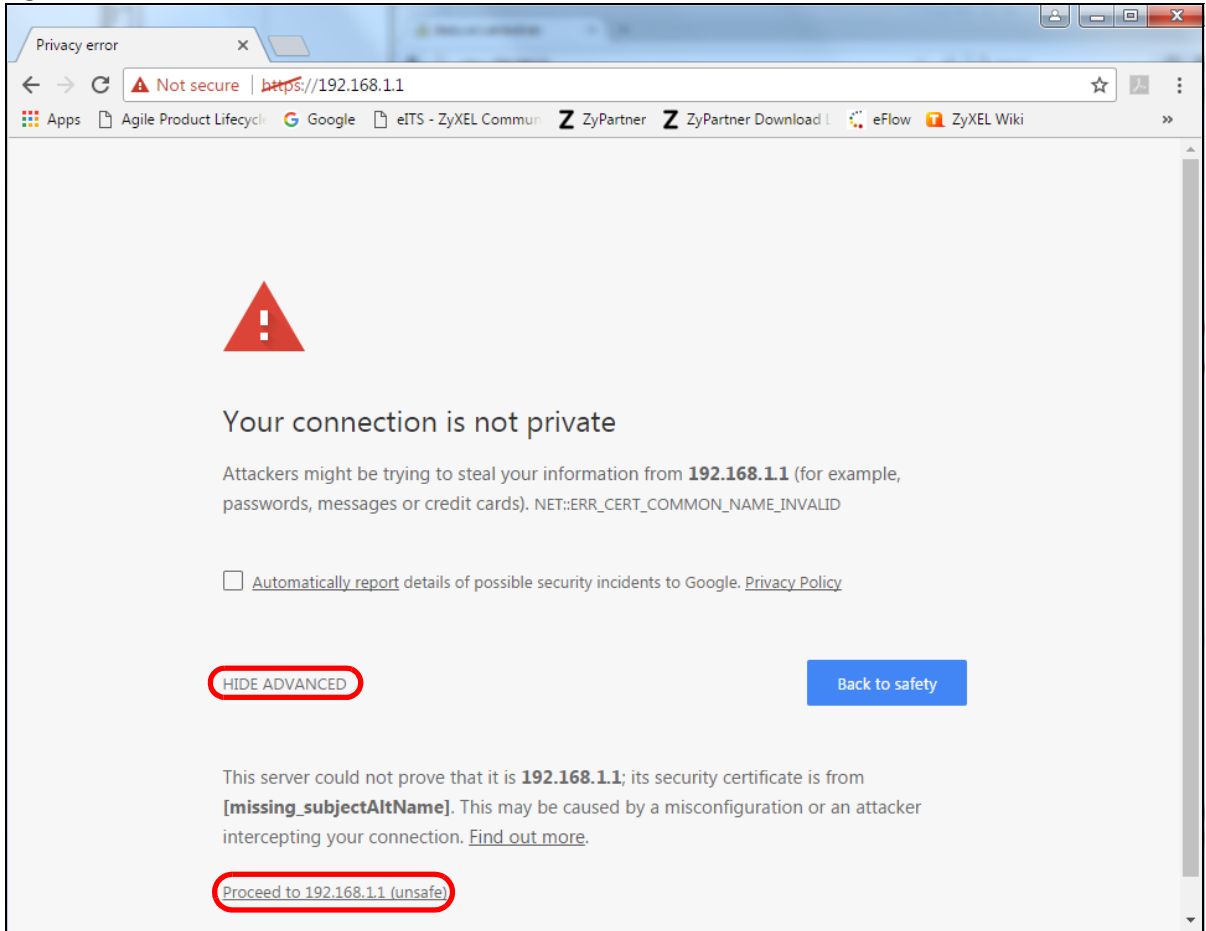 Privacy error
Not secure | https://192.168.1.1
Apps Agile Product Lifecycl Google eITS - ZyXEL Commun ZyPartner ZyPartner Download L eFlow ZyXEL Wiki »
Your connection is not private
Attackers might be trying to steal your information from 192.168.1.1 (for example,
passwords, messages or credit cards). NET::ERR_CERT_COMMON_NAME_INVALID
Automatically report details of possible security incidents to Google. Privacy Policy
HIDE ADVANCED
Back to safety
This server could not prove that it is 192.168.1.1; its security certificate is from
[missing_subjectAltName]. This may be caused by a misconfiguration or an attacker
intercepting your connection. Find out more.
Proceed to 192.168.1.1 (unsafe)